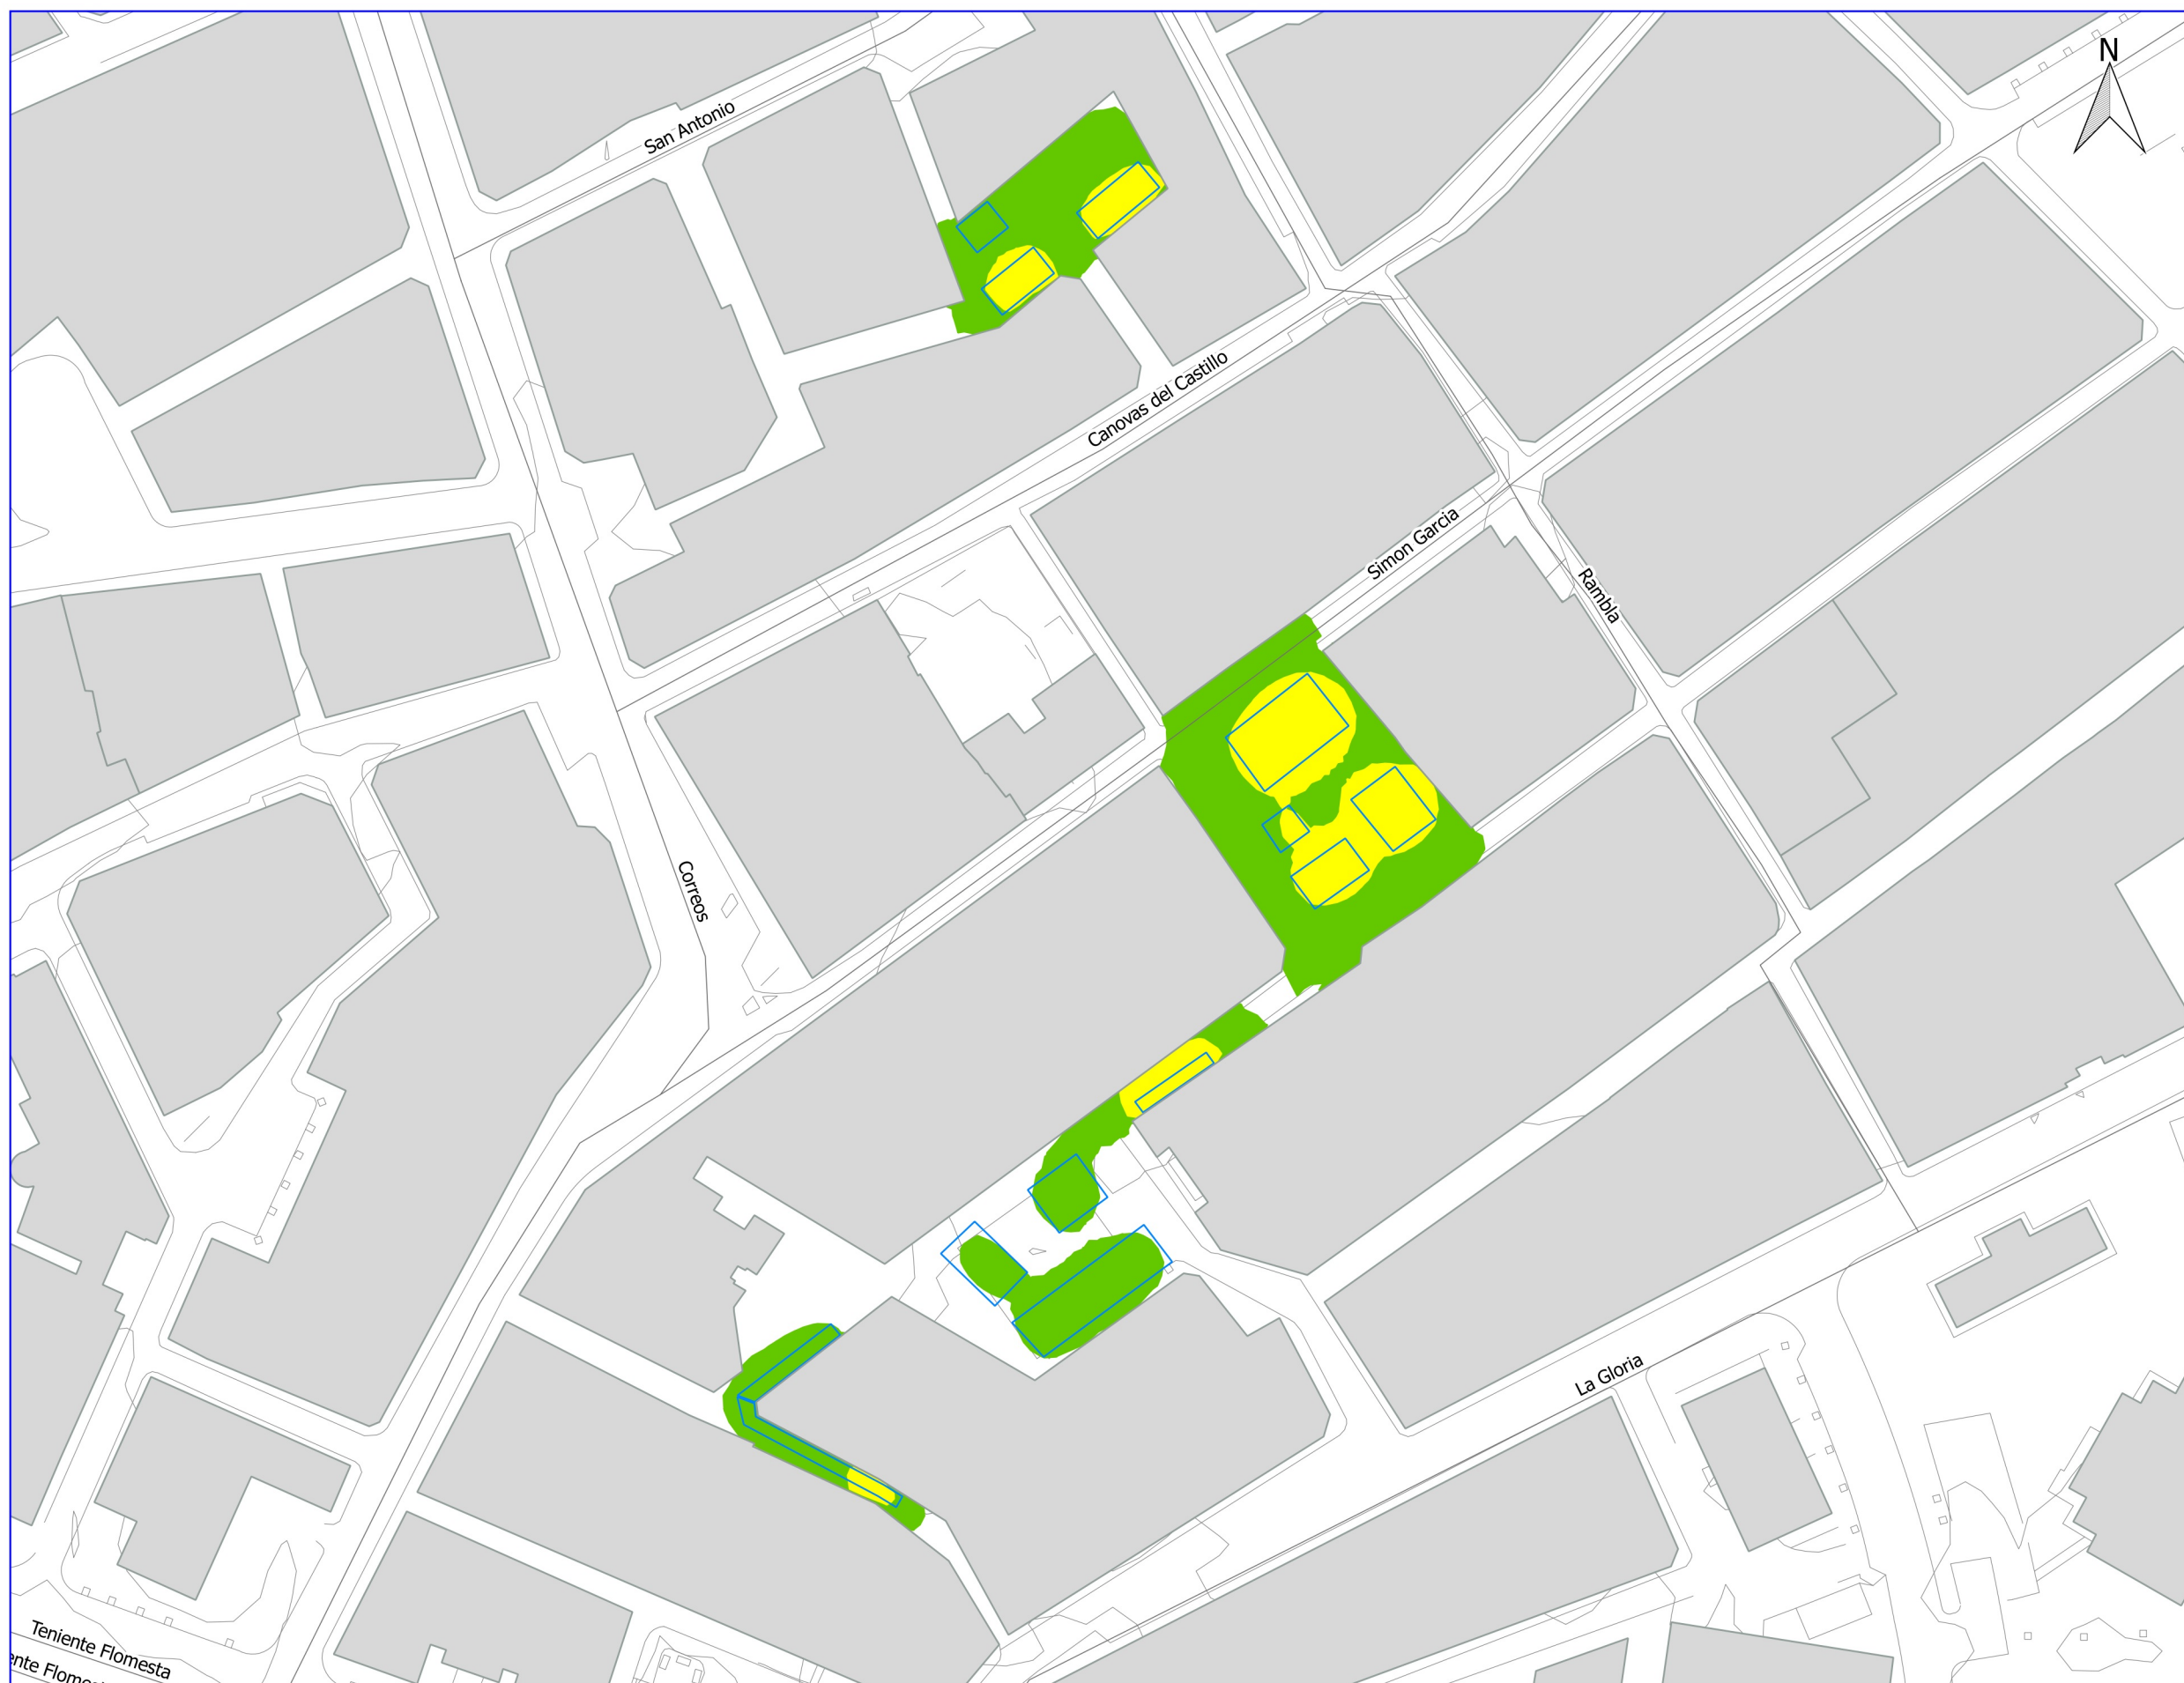 N
San Antonio
Canovas del Castillo
Simon Garcia
Rambla
Correos
La Gloria
Teniente Flomesta